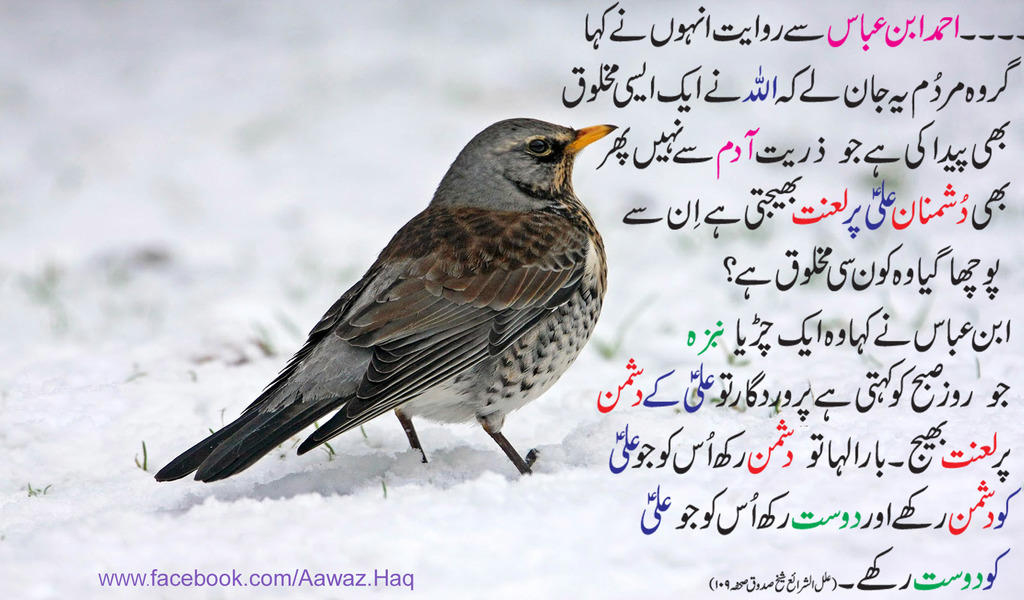 ۔۔۔۔احمد ابن عباس سے روایت انہوں نے کہا
گروہ مردُم یہ جان لے کہ اللہ نے ایک ایسی مخلوق
بھی پیدا کی ہے جو ذریت آدم سے نہیں پھر
بھی دُشمنان علیؑ پر لعنت بھیجتی ہے اِن سے
پوچھا گیا وہ کون سی مخلوق ہے؟
ابن عباس نے کہا وہ ایک چڑیا نبزہ
جو روز صبح کو کہتی ہے پروردگار تو علیؑ کے دشمن
پر لعنت بھیج۔ بارالہا تو دشمن رکھ اُس کو جو علیؑ
کو دشمن رکھے اور دوست رکھ اُس کو جو علیؑ
کو دوست رکھے۔ (علل الشرائع شیخ صدوق صفحہ ۱۰۹)
www.facebook.com/Aawaz.Haq